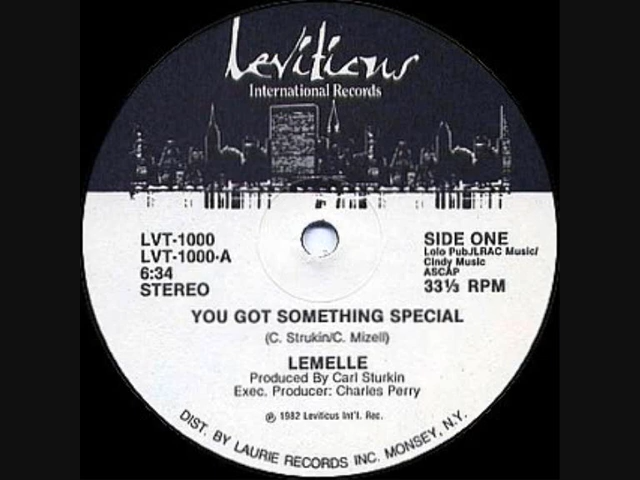 Leviticus
International Records
LVT-1000
LVT-1000-A
6:34
STEREO
SIDE ONE
Lolo Pub./LRAC Music/
Cindy Music
ASCAP
33⅓ RPM
YOU GOT SOMETHING SPECIAL
(C. Strukin/C. Mizell)
LEMELLE
Produced By Carl Sturkin
Exec. Producer: Charles Perry
℗ 1982 Leviticus Int'l. Rec.
DIST. BY LAURIE RECORDS INC. MONSEY, N.Y.